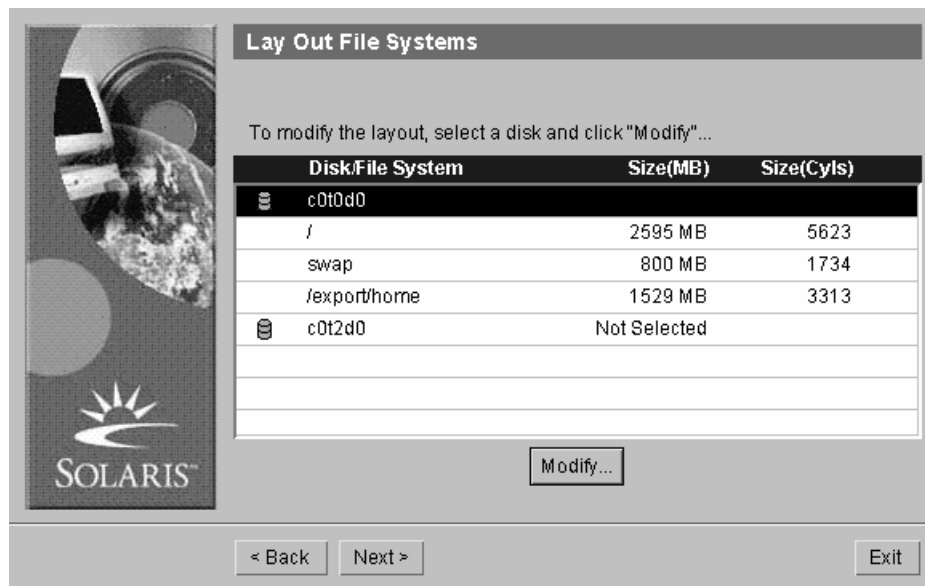 Lay Out File Systems
To modify the layout, select a disk and click "Modify"...
Disk/File System Size(MB) Size(Cyls)
c0t0d0
/ 2595 MB 5623
swap 800 MB 1734
/export/home 1529 MB 3313
c0t2d0 Not Selected
Modify...
SOLARIS™
< Back Next > Exit